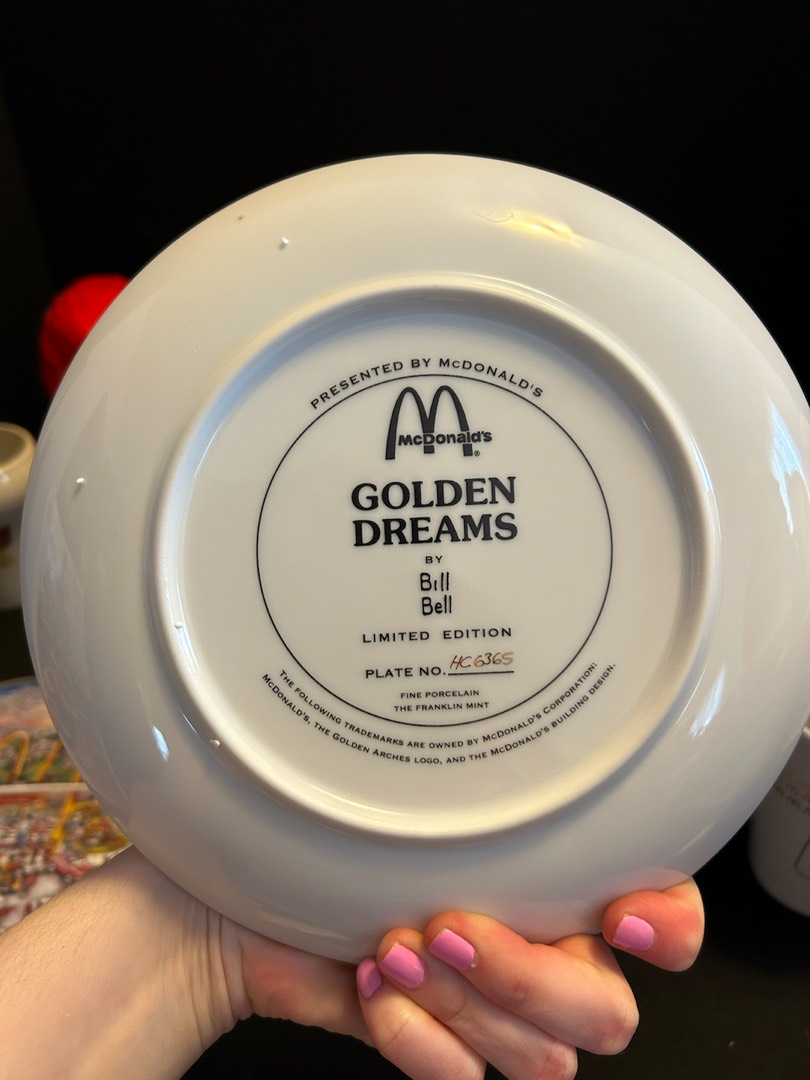 PRESENTED BY McDONALD'S
McDonald's®
GOLDEN
DREAMS
BY
Bill
Bell
LIMITED EDITION
PLATE NO. HC6365
FINE PORCELAIN
THE FRANKLIN MINT
THE FOLLOWING TRADEMARKS ARE OWNED BY McDONALD'S CORPORATION:
McDONALD'S, THE GOLDEN ARCHES LOGO, AND THE McDONALD'S BUILDING DESIGN.